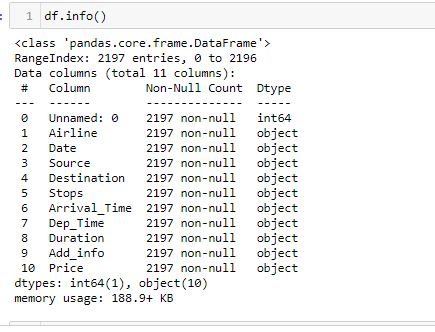 1 df.info()
<class 'pandas.core.frame.DataFrame'>
RangeIndex: 2197 entries, 0 to 2196
Data columns (total 11 columns):
 #   Column        Non-Null Count  Dtype
---  ------        --------------  -----
 0   Unnamed: 0    2197 non-null   int64
 1   Airline       2197 non-null   object
 2   Date          2197 non-null   object
 3   Source        2197 non-null   object
 4   Destination   2197 non-null   object
 5   Stops         2197 non-null   object
 6   Arrival_Time  2197 non-null   object
 7   Dep_Time      2197 non-null   object
 8   Duration      2197 non-null   object
 9   Add_info      2197 non-null   object
 10  Price         2197 non-null   object
dtypes: int64(1), object(10)
memory usage: 188.9+ KB